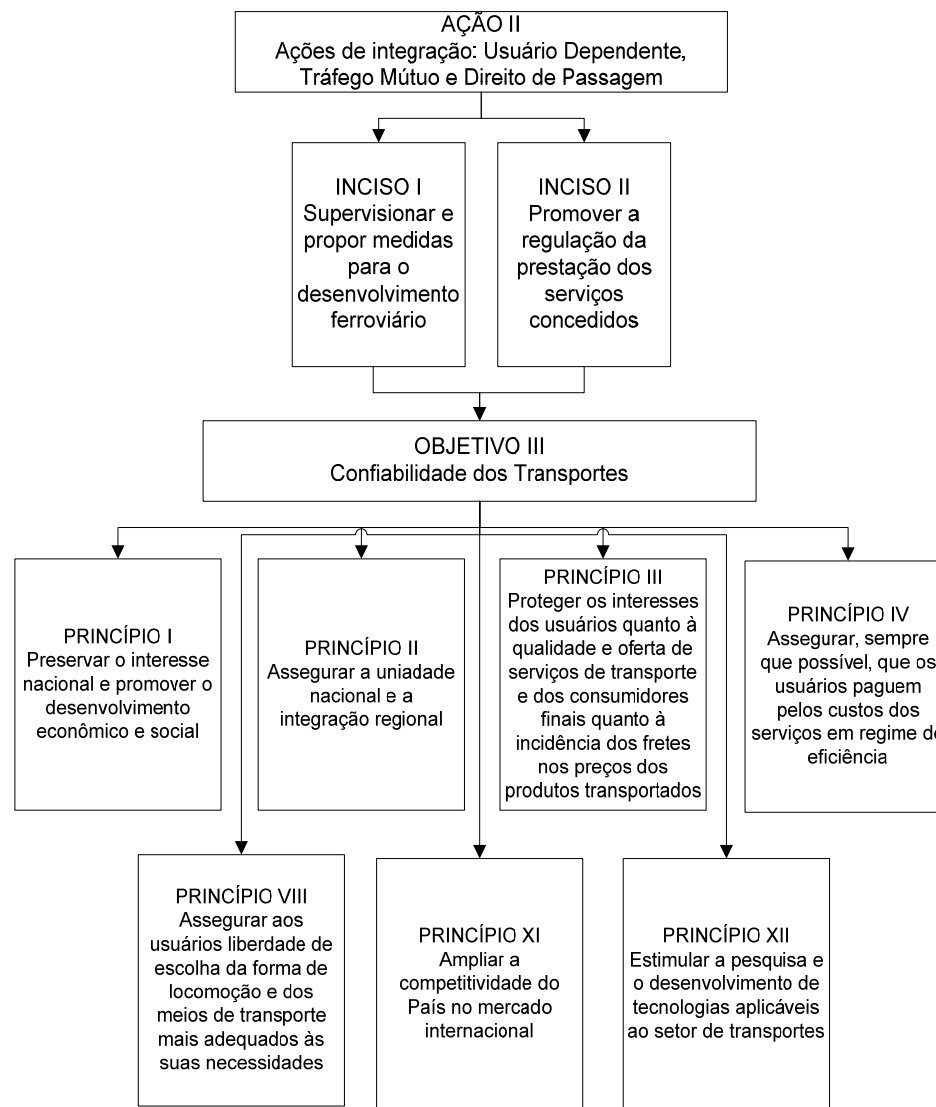 AÇÃO II
Ações de integração: Usuário Dependente,
Tráfego Mútuo e Direito de Passagem
INCISO I
Supervisionar e
propor medidas
para o
desenvolvimento
ferroviário
INCISO II
Promover a
regulação da
prestação dos
serviços
concedidos
OBJETIVO III
Confiabilidade dos Transportes
PRINCÍPIO I
Preservar o interesse
nacional e promover o
desenvolvimento
econômico e social
PRINCÍPIO II
Assegurar a uniadade
nacional e a
integração regional
PRINCÍPIO III
Proteger os interesses
dos usuários quanto à
qualidade e oferta de
serviços de transporte
e dos consumidores
finais quanto à
incidência dos fretes
nos preços dos
produtos transportados
PRINCÍPIO IV
Assegurar, sempre
que possível, que os
usuários paguem
pelos custos dos
serviços em regime de
eficiência
PRINCÍPIO VIII
Assegurar aos
usuários liberdade de
escolha da forma de
locomoção e dos
meios de transporte
mais adequados às
suas necessidades
PRINCÍPIO XI
Ampliar a
competitividade do
País no mercado
internacional
PRINCÍPIO XII
Estimular a pesquisa e
o desenvolvimento de
tecnologias aplicáveis
ao setor de transportes